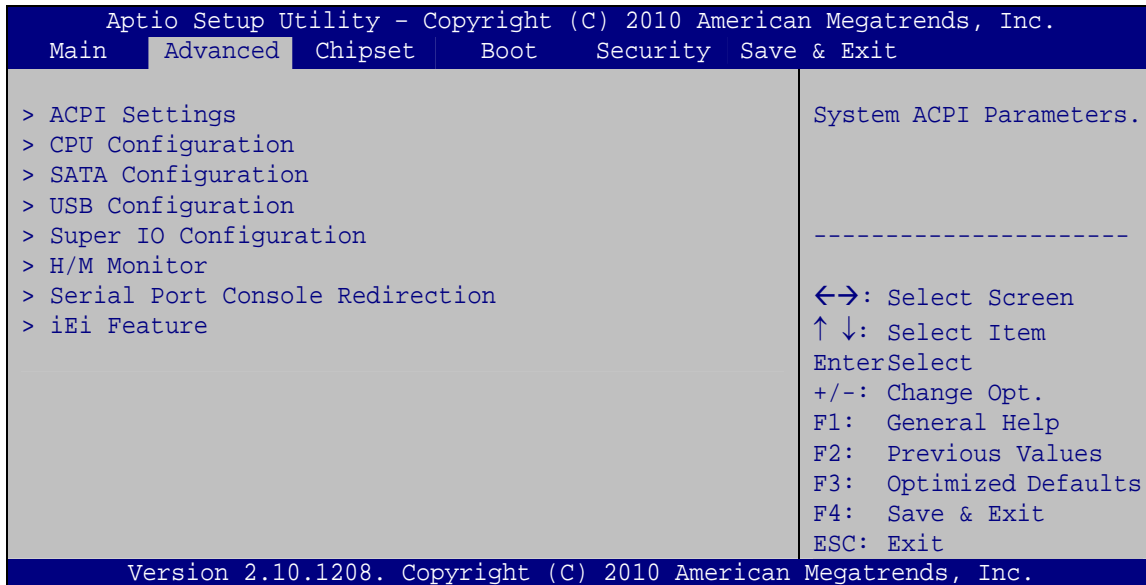 Aptio Setup Utility – Copyright (C) 2010 American Megatrends, Inc.
Main Advanced Chipset Boot Security Save & Exit
> ACPI Settings
> CPU Configuration
> SATA Configuration
> USB Configuration
> Super IO Configuration
> H/M Monitor
> Serial Port Console Redirection
> iEi Feature
System ACPI Parameters.
----------------------
←→: Select Screen
↑ ↓: Select Item
EnterSelect
+/-: Change Opt.
F1: General Help
F2: Previous Values
F3: Optimized Defaults
F4: Save & Exit
ESC: Exit
Version 2.10.1208. Copyright (C) 2010 American Megatrends, Inc.